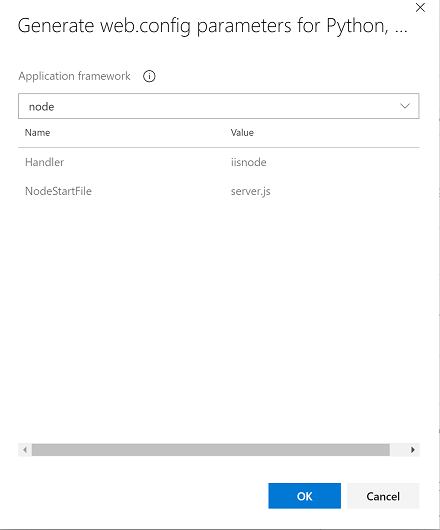 Generate web.config parameters for Python, ...
Application framework
node
Name Value
Handler iisnode
NodeStartFile server.js
OK Cancel